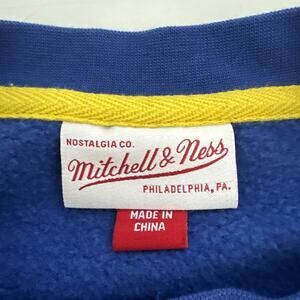 NOSTALGIA CO.
Mitchell & Ness
PHILADELPHIA, PA.
MADE IN
CHINA